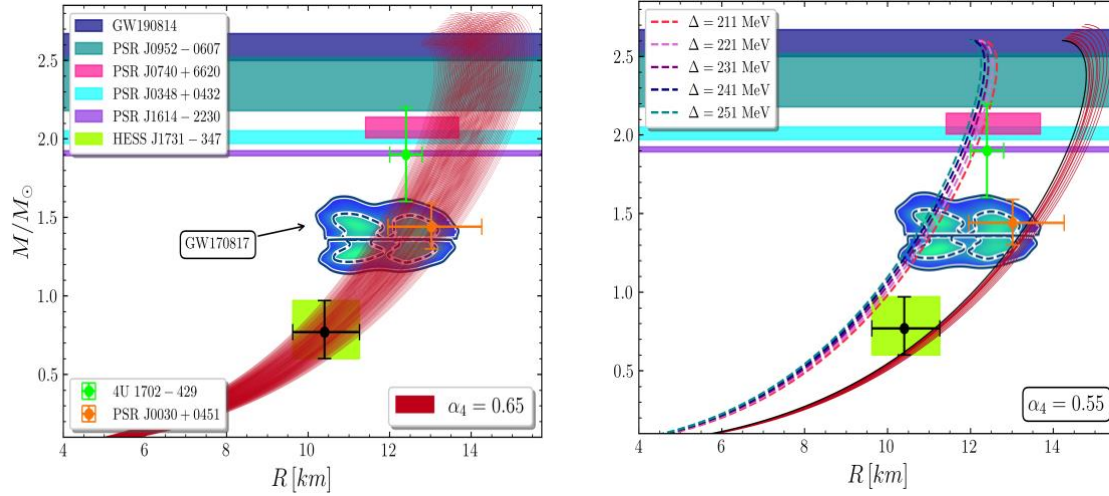 GW190814
PSR J0952−0607
PSR J0740+6620
PSR J0348+0432
PSR J1614−2230
HESS J1731−347
GW170817
4U 1702−429
PSR J0030+0451
α₄ = 0.65
M/M⊙
2.5
2.0
1.5
1.0
0.5
4 6 8 10 12 14
R [km]
Δ = 211 MeV
Δ = 221 MeV
Δ = 231 MeV
Δ = 241 MeV
Δ = 251 MeV
α₄ = 0.55
2.5
2.0
1.5
1.0
0.5
4 6 8 10 12 14
R [km]